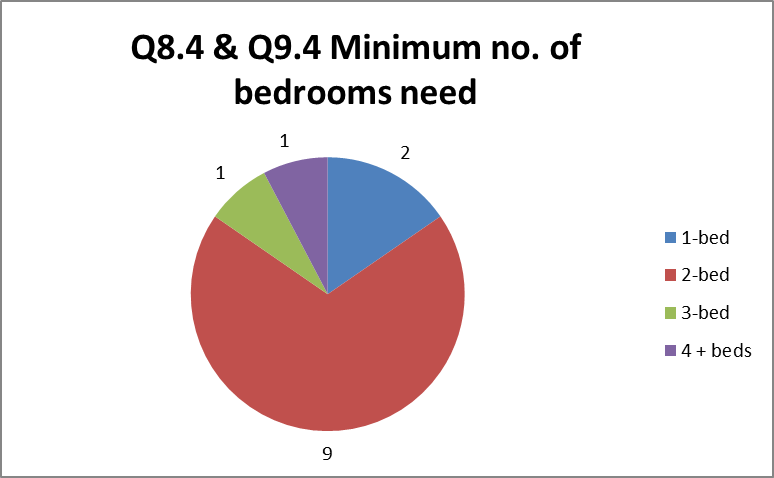 Q8.4 & Q9.4 Minimum no. of
bedrooms need
1
2
1
9
1-bed
2-bed
3-bed
4 + beds